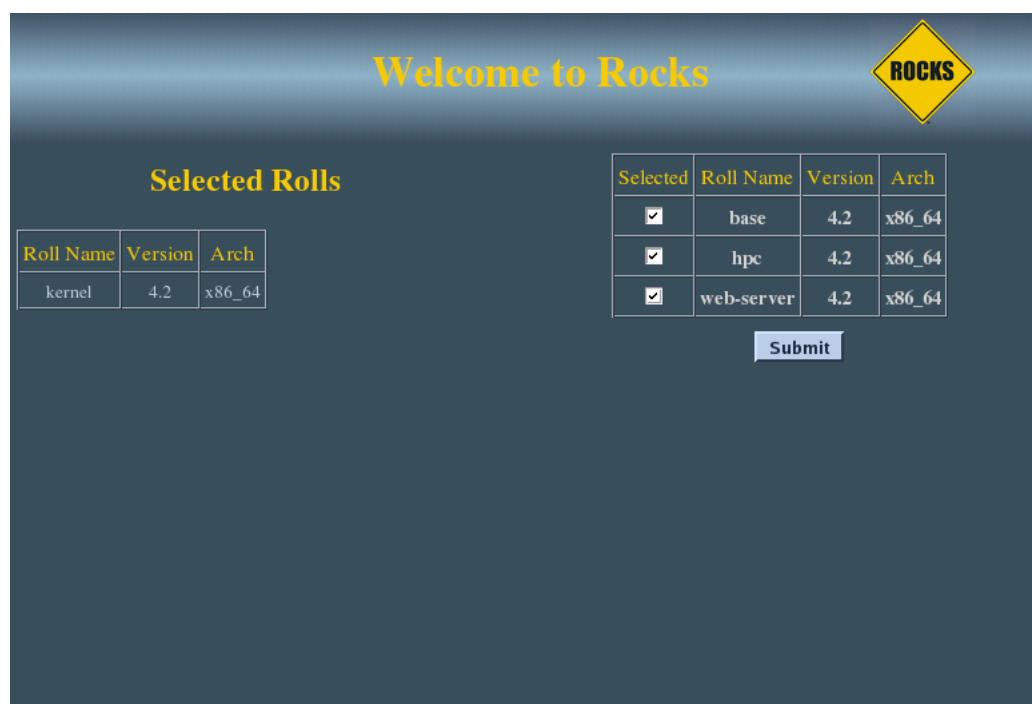 Welcome to Rocks
ROCKS
Selected Rolls
Roll Name Version Arch
kernel 4.2 x86_64
Selected Roll Name Version Arch
base 4.2 x86_64
hpc 4.2 x86_64
web-server 4.2 x86_64
Submit